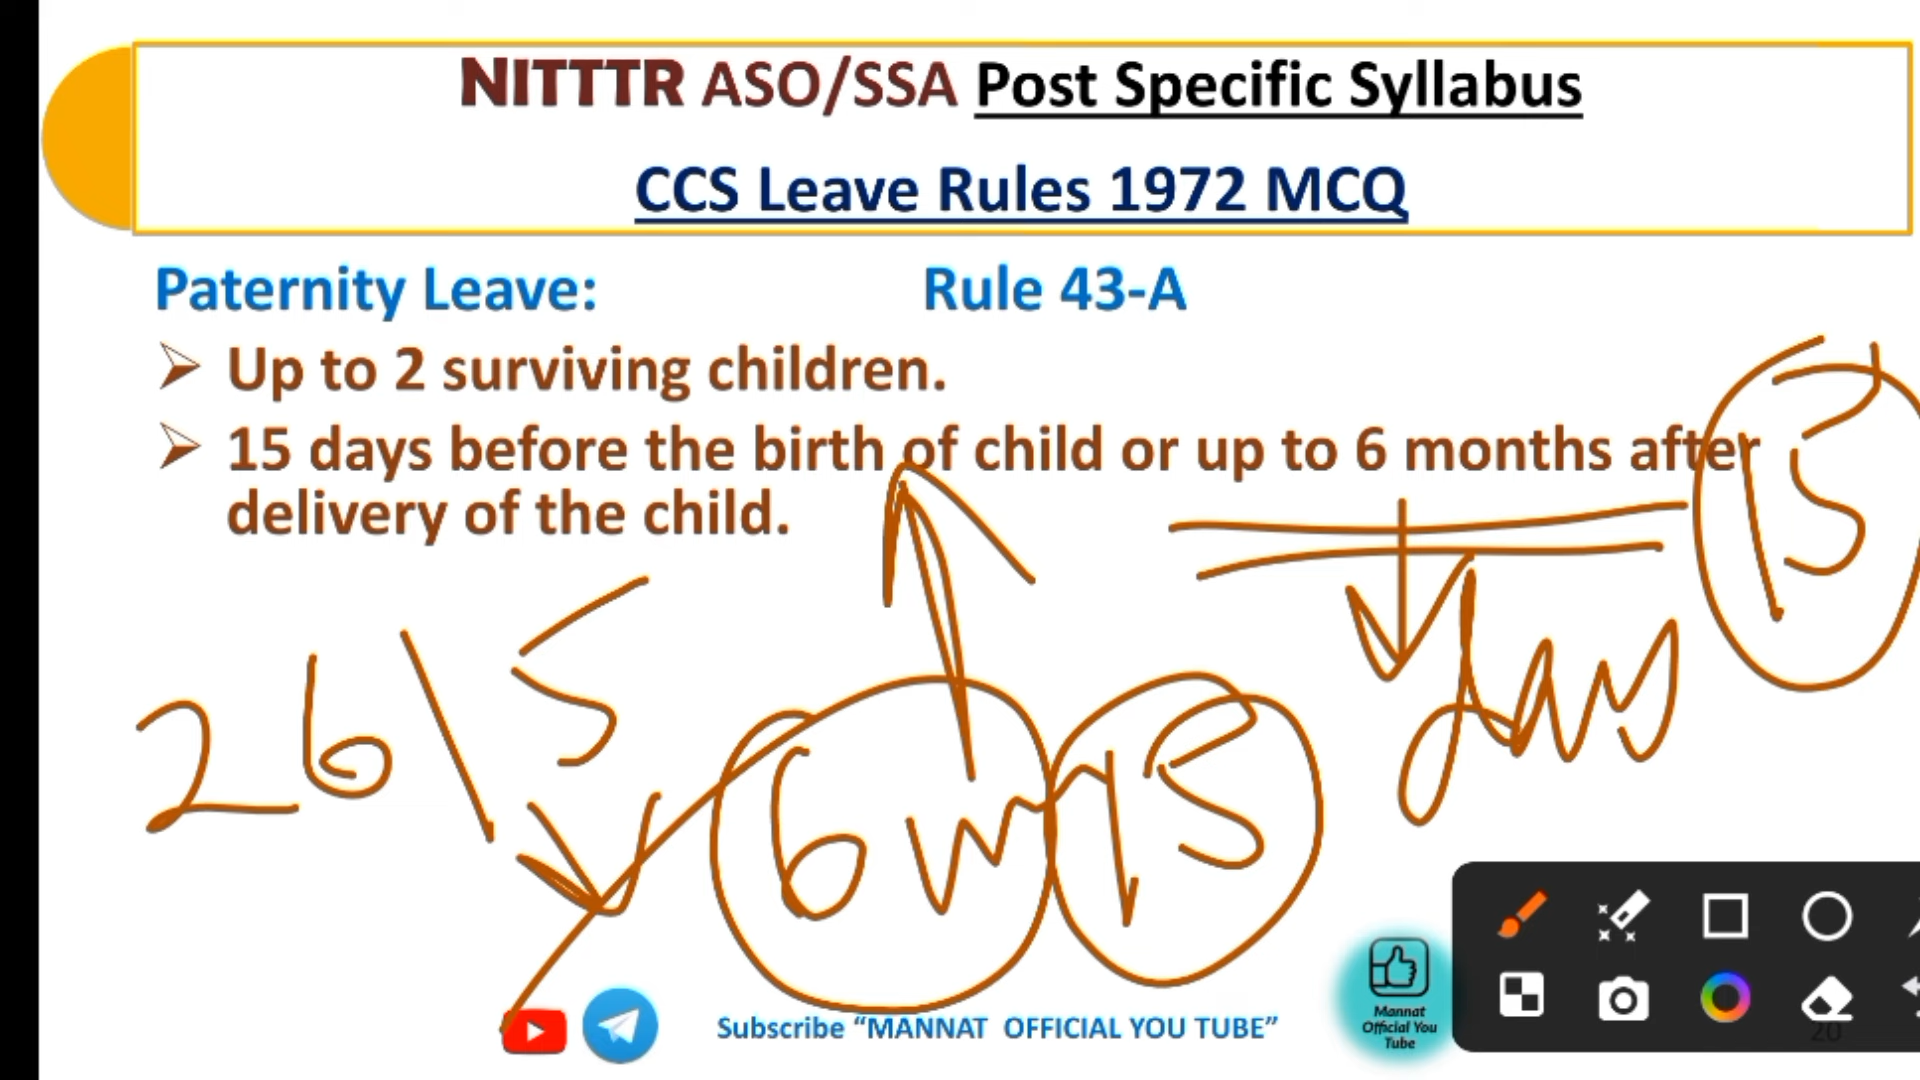 NITTTR ASO/SSA Post Specific Syllabus
CCS Leave Rules 1972 MCQ
Paternity Leave: Rule 43-A
➢ Up to 2 surviving children.
➢ 15 days before the birth of child or up to 6 months after
delivery of the child.
15
days
26 \ 5
6 m 15
Subscribe “MANNAT OFFICIAL YOU TUBE”
Mannat
Official You
Tube
20